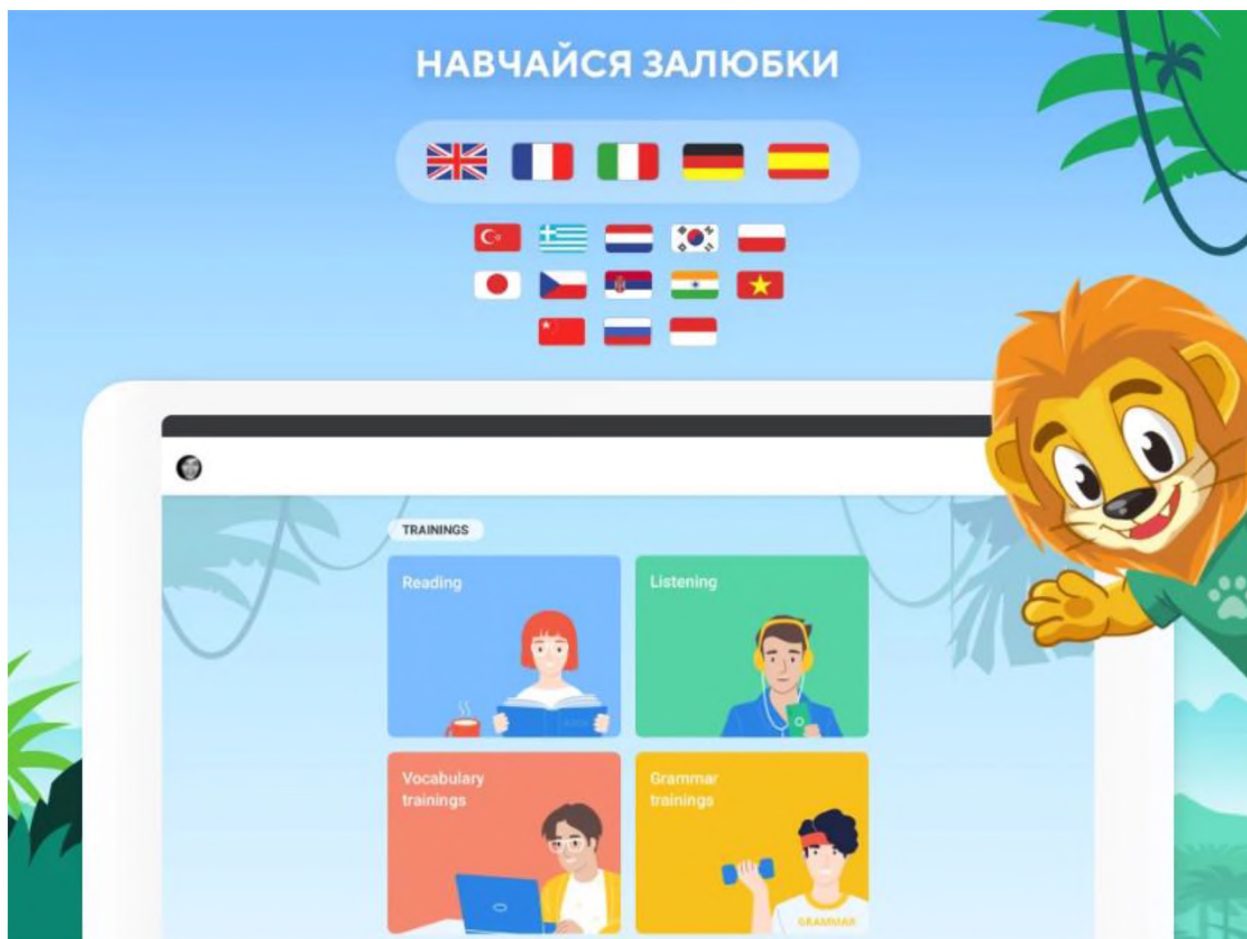 НАВЧАЙСЯ ЗАЛЮБКИ
TRAININGS
Reading
Listening
Vocabulary
trainings
Grammar
trainings
GRAMMAR